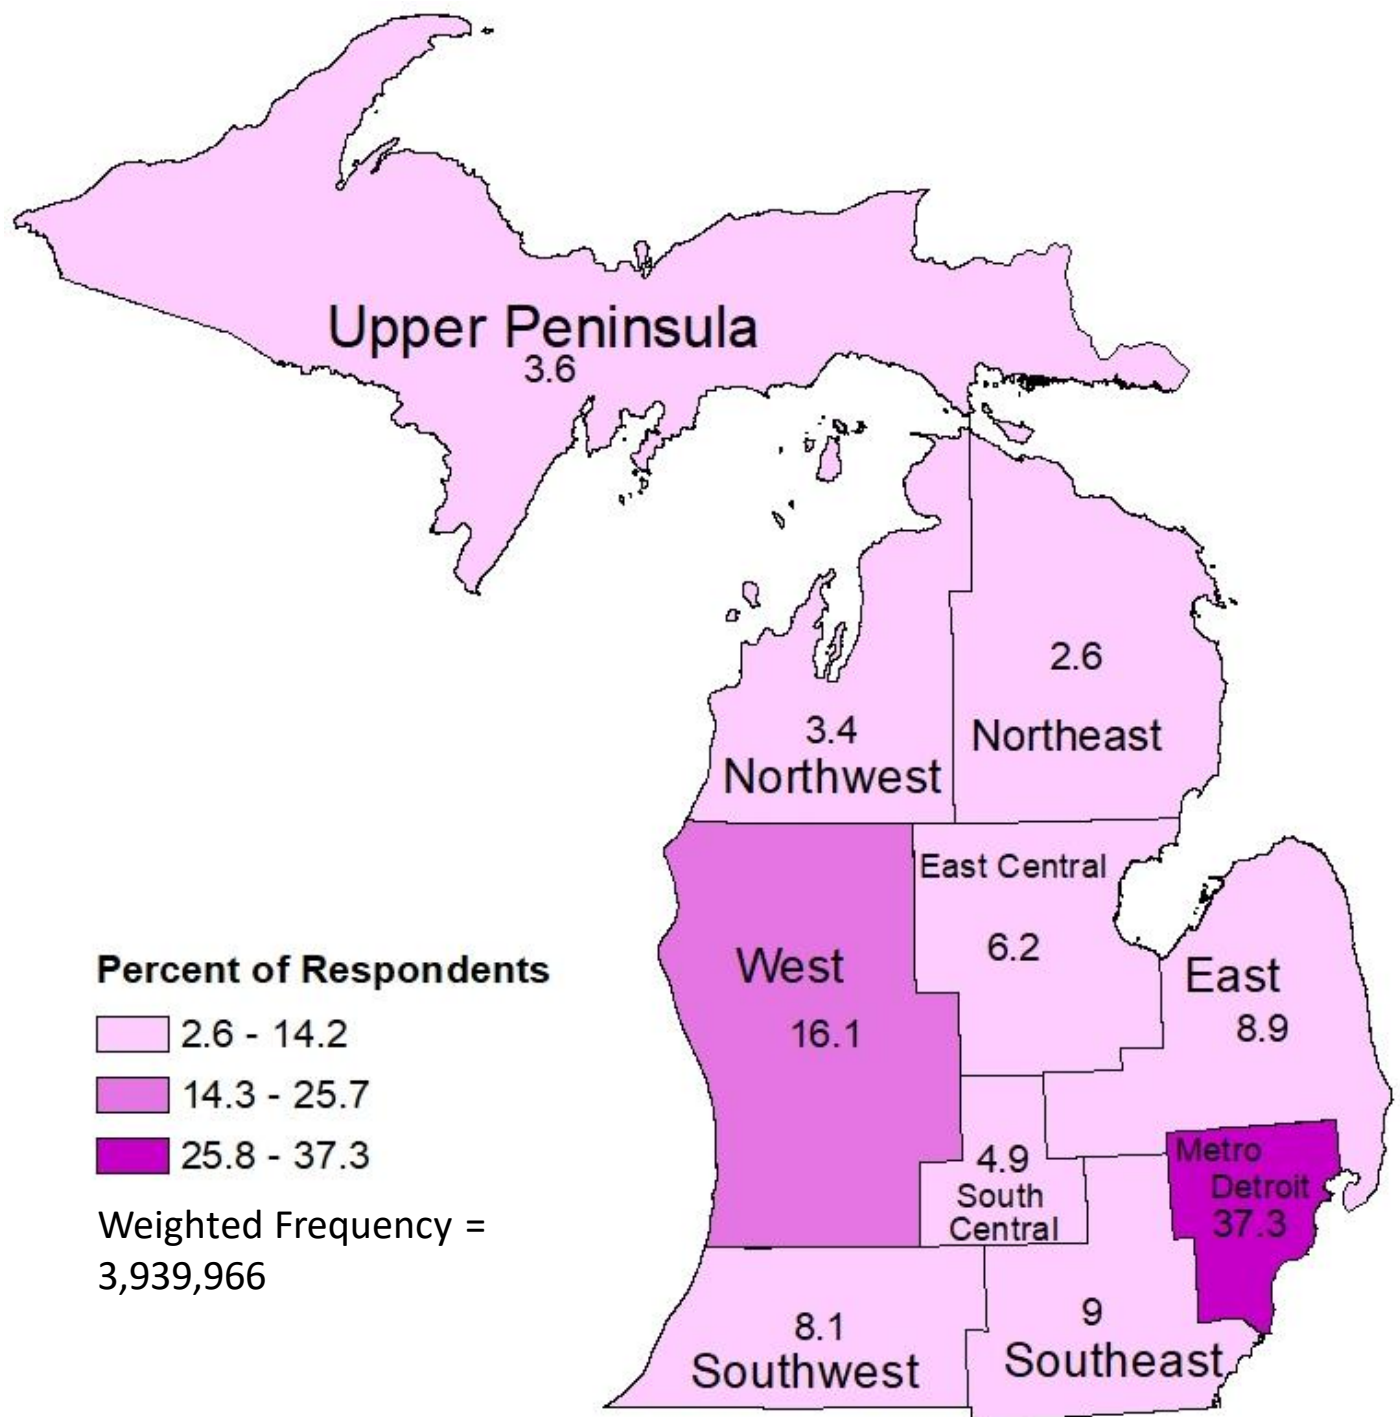 Upper Peninsula
3.6
2.6
Northeast
3.4
Northwest
East Central
6.2
West
16.1
East
8.9
Percent of Respondents
2.6 - 14.2
14.3 - 25.7
25.8 - 37.3
Weighted Frequency =
3,939,966
4.9
South
Central
Metro
Detroit
37.3
8.1
Southwest
9
Southeast